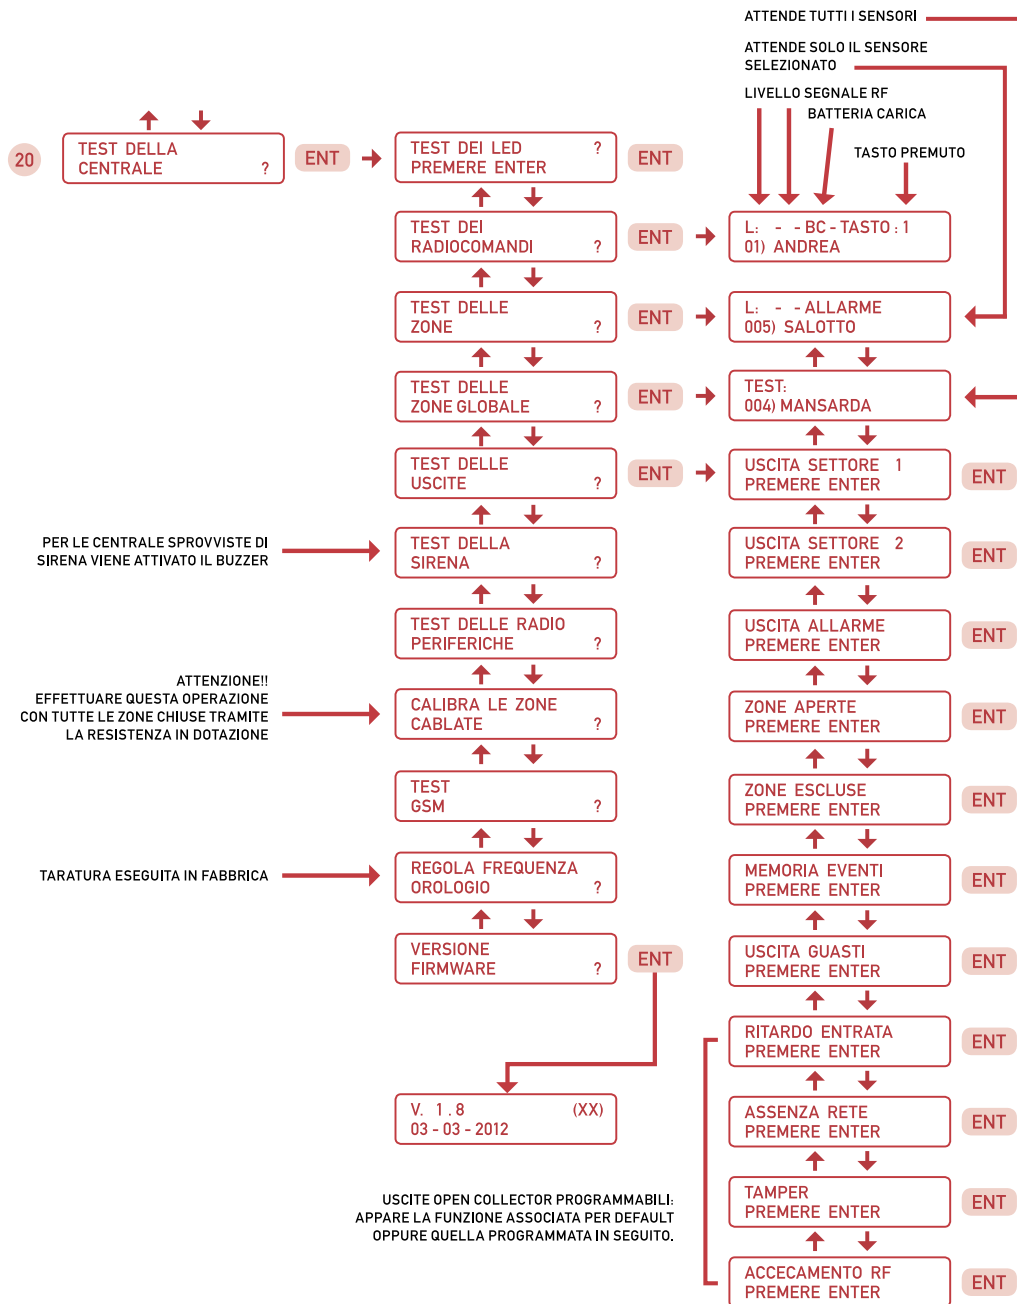 ATTENDE TUTTI I SENSORI
ATTENDE SOLO IL SENSORE
SELEZIONATO
LIVELLO SEGNALE RF
BATTERIA CARICA
TASTO PREMUTO
20
TEST DELLA
CENTRALE ?
ENT
TEST DEI LED ?
PREMERE ENTER
ENT
TEST DEI
RADIOCOMANDI ?
ENT
L: - - BC - TASTO : 1
01) ANDREA
TEST DELLE
ZONE ?
ENT
L: - - ALLARME
005) SALOTTO
TEST DELLE
ZONE GLOBALE ?
ENT
TEST:
004) MANSARDA
TEST DELLE
USCITE ?
ENT
USCITA SETTORE 1
PREMERE ENTER
ENT
PER LE CENTRALE SPROVVISTE DI
SIRENA VIENE ATTIVATO IL BUZZER
TEST DELLA
SIRENA ?
USCITA SETTORE 2
PREMERE ENTER
ENT
TEST DELLE RADIO
PERIFERICHE ?
USCITA ALLARME
PREMERE ENTER
ENT
ATTENZIONE!!
EFFETTUARE QUESTA OPERAZIONE
CON TUTTE LE ZONE CHIUSE TRAMITE
LA RESISTENZA IN DOTAZIONE
CALIBRA LE ZONE
CABLATE ?
ZONE APERTE
PREMERE ENTER
ENT
TEST
GSM ?
ZONE ESCLUSE
PREMERE ENTER
ENT
TARATURA ESEGUITA IN FABBRICA
REGOLA FREQUENZA
OROLOGIO ?
MEMORIA EVENTI
PREMERE ENTER
ENT
VERSIONE
FIRMWARE ?
ENT
USCITA GUASTI
PREMERE ENTER
ENT
RITARDO ENTRATA
PREMERE ENTER
ENT
V. 1 . 8 (XX)
03 - 03 - 2012
ASSENZA RETE
PREMERE ENTER
ENT
USCITE OPEN COLLECTOR PROGRAMMABILI:
APPARE LA FUNZIONE ASSOCIATA PER DEFAULT
OPPURE QUELLA PROGRAMMATA IN SEGUITO.
TAMPER
PREMERE ENTER
ENT
ACCECAMENTO RF
PREMERE ENTER
ENT